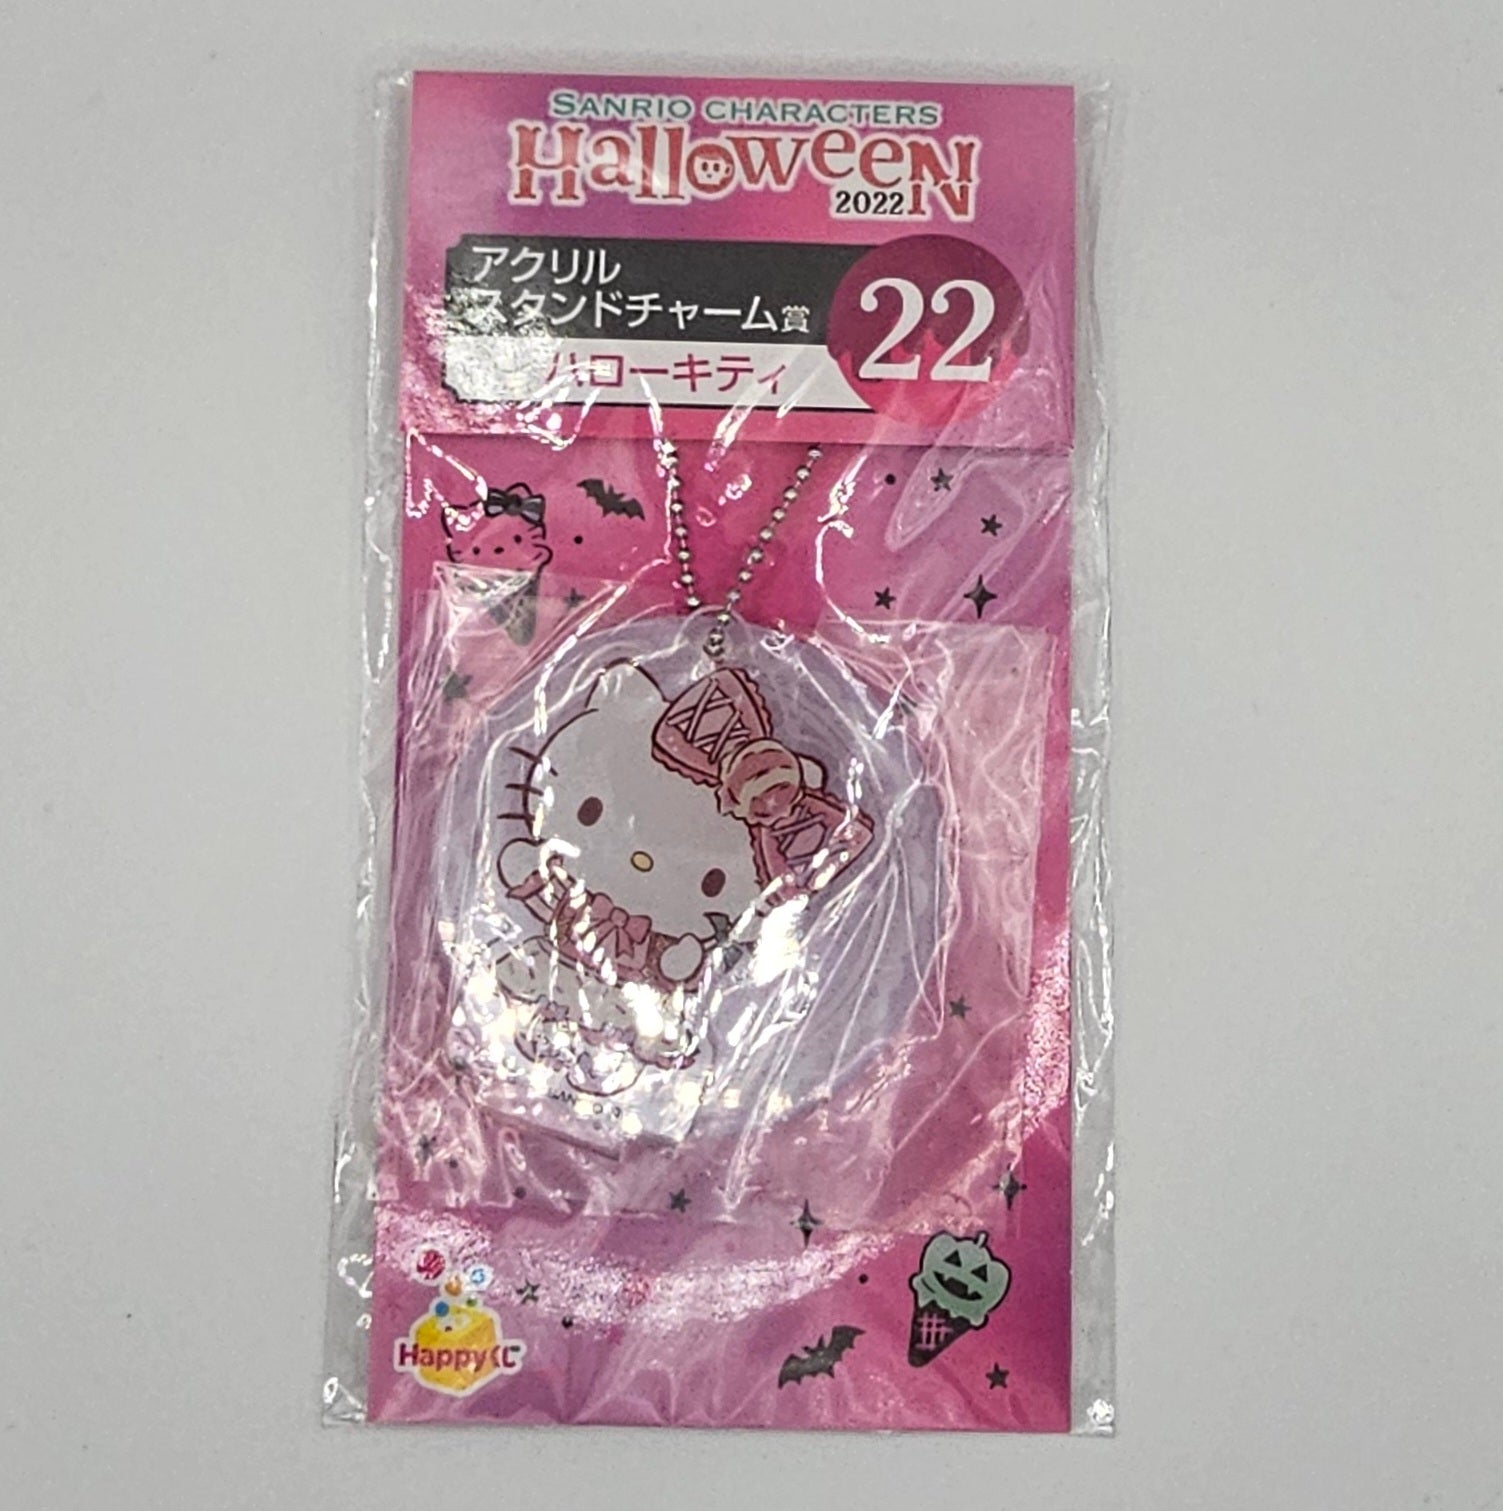 SANRIO CHARACTERS
HalloweeN
2022
アクリル
スタンドチャーム賞
ハローキティ
22
Happyくじ